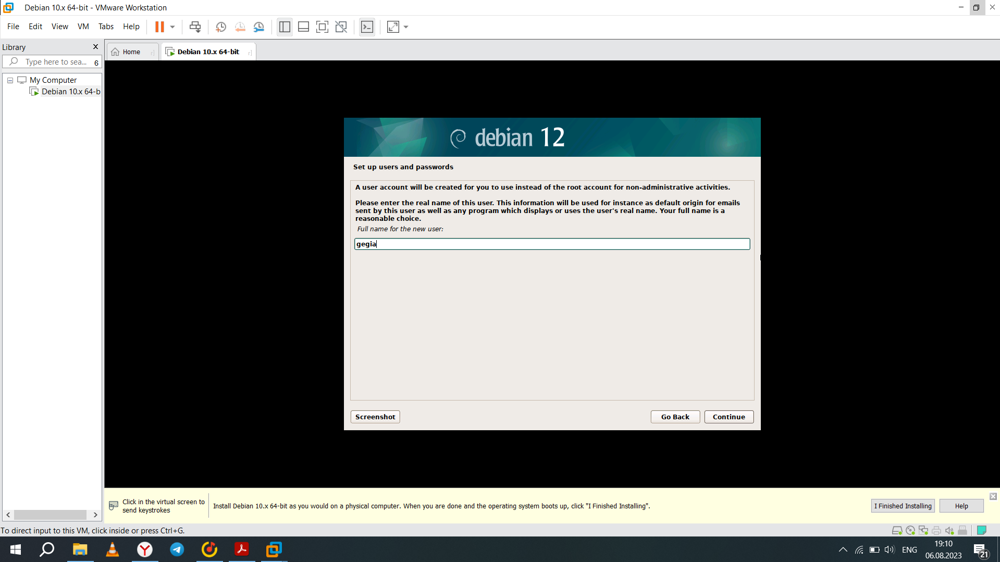 Debian 10.x 64-bit - VMware Workstation
File Edit View VM Tabs Help
Library
Type here to sea... 6
My Computer
Debian 10.x 64-b
Home
Debian 10.x 64-bit
debian 12
Set up users and passwords
A user account will be created for you to use instead of the root account for non-administrative activities.
Please enter the real name of this user. This information will be used for instance as default origin for emails
sent by this user as well as any program which displays or uses the user's real name. Your full name is a
reasonable choice.
Full name for the new user:
gegia
Screenshot
Go Back
Continue
Click in the virtual screen to
send keystrokes
Install Debian 10.x 64-bit as you would on a physical computer. When you are done and the operating system boots up, click "I Finished Installing".
I Finished Installing
Help
To direct input to this VM, click inside or press Ctrl+G.
ENG
19:10
06.08.2023
21